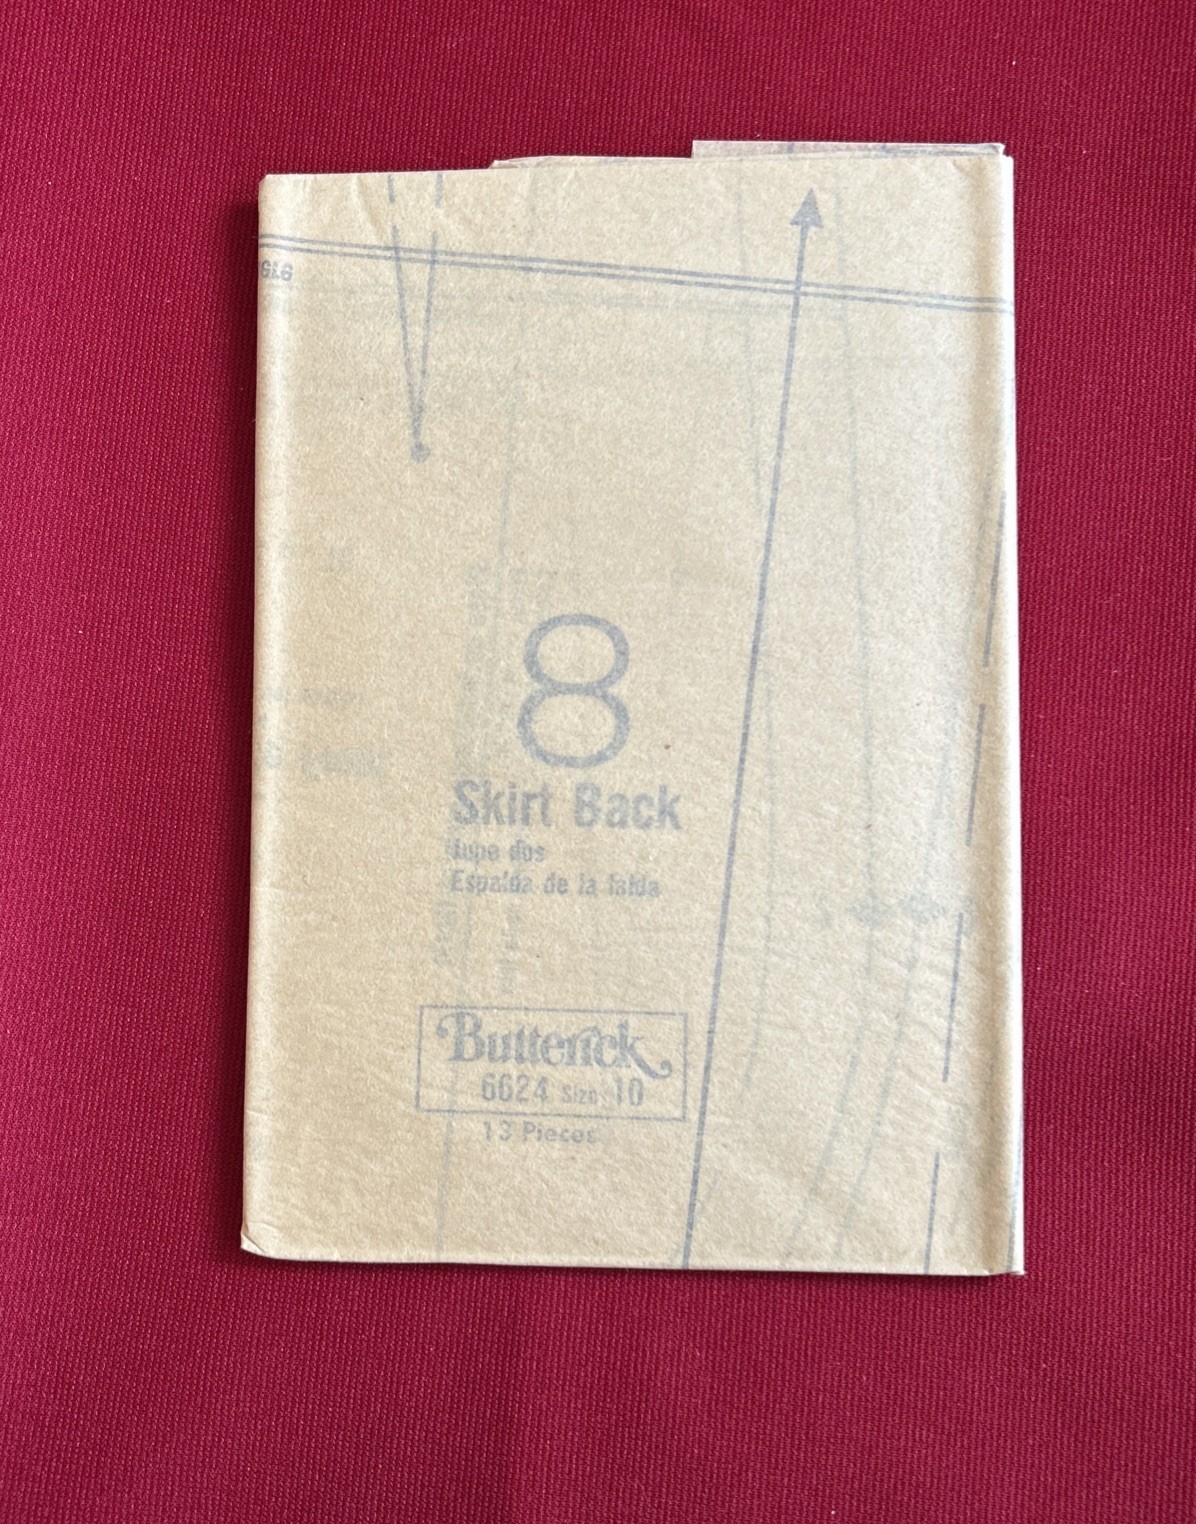 8
Skirt Back
Jupe dos
Espalda de la falda
Butterick
6624 Size 10
13 Pieces